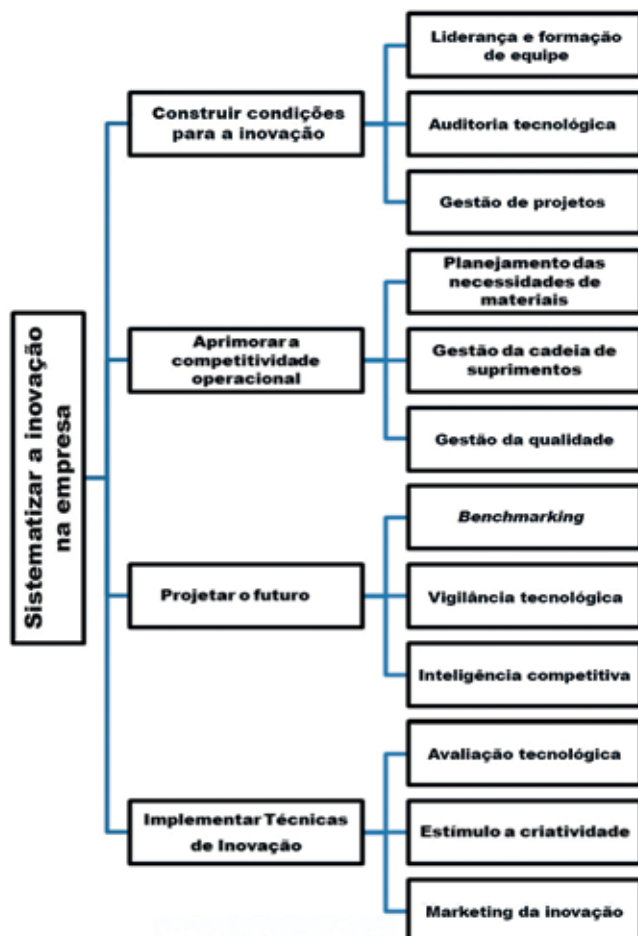 Sistematizar a inovação
na empresa
Construir condições
para a inovação
Liderança e formação
de equipe
Auditoria tecnológica
Gestão de projetos
Aprimorar a
competitividade
operacional
Planejamento das
necessidades de
materiais
Gestão da cadeia de
suprimentos
Gestão da qualidade
Projetar o futuro
Benchmarking
Vigilância tecnológica
Inteligência competitiva
Implementar Técnicas
de Inovação
Avaliação tecnológica
Estímulo a criatividade
Marketing da inovação